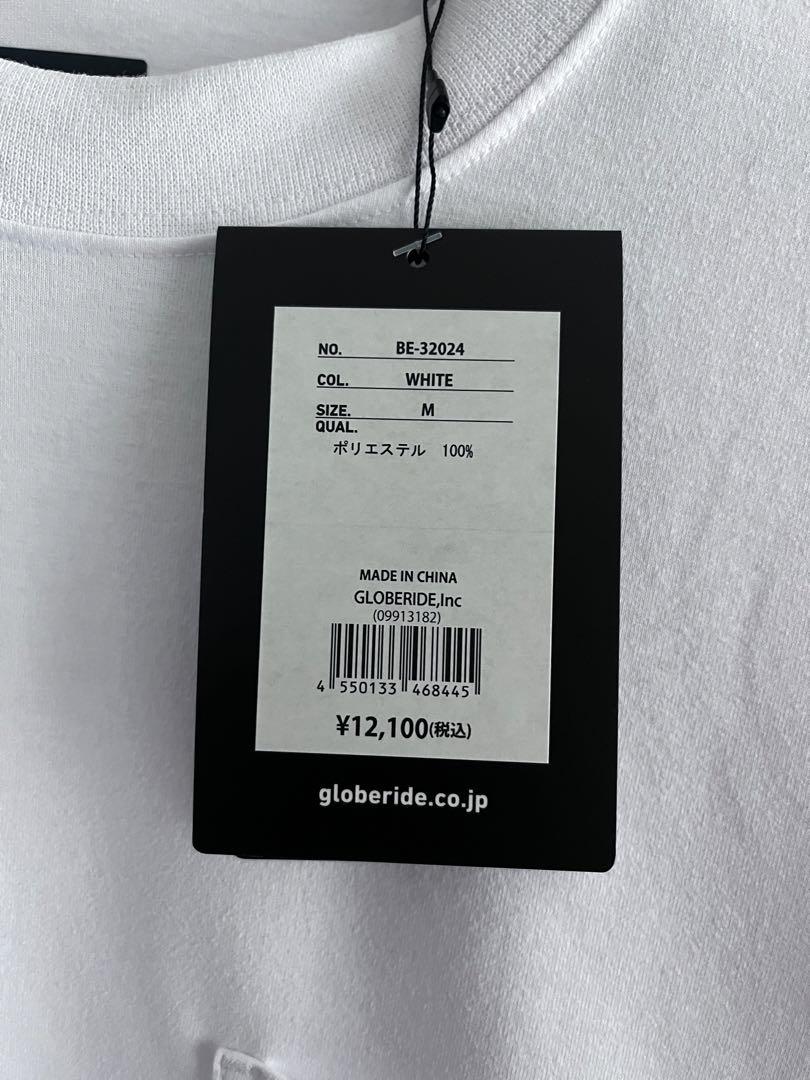 NO. BE-32024
COL. WHITE
SIZE. M
QUAL.
ポリエステル 100%
MADE IN CHINA
GLOBERIDE,Inc
(09913182)
4 550133 468445
¥12,100(税込)
globeride.co.jp